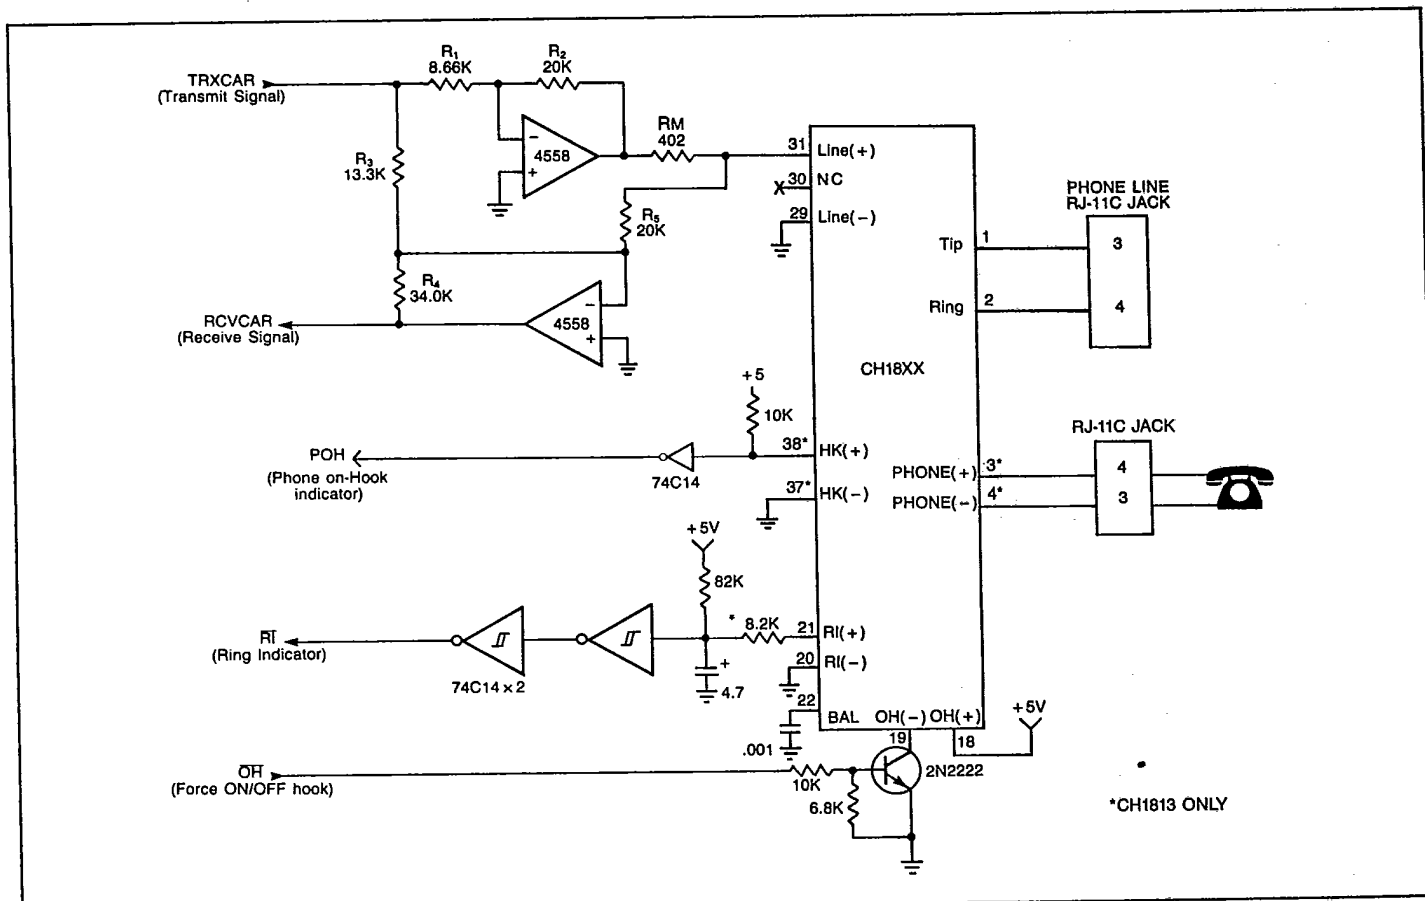 TRXCAR
(Transmit Signal)
R1
8.66K
R2
20K
4558
−
+
RM
402
R3
13.3K
R5
20K
R4
34.0K
RCVCAR
(Receive Signal)
4558
−
+
31
Line(+)
X
30
NC
29
Line(−)
Tip
1
Ring
2
PHONE LINE
RJ-11C JACK
3
4
CH18XX
+5
10K
38*
HK(+)
POH
(Phone on-Hook
indicator)
74C14
37*
HK(−)
RJ-11C JACK
PHONE(+)
3*
4
PHONE(−)
4*
3
+5V
82K
*
8.2K
21
RI(+)
20
RI(−)
R̅I̅
(Ring Indicator)
74C14 x 2
+
4.7
22
BAL
OH(−)
OH(+)
19
18
+5V
.001
O̅H̅
(Force ON/OFF hook)
10K
6.8K
2N2222
*CH1813 ONLY